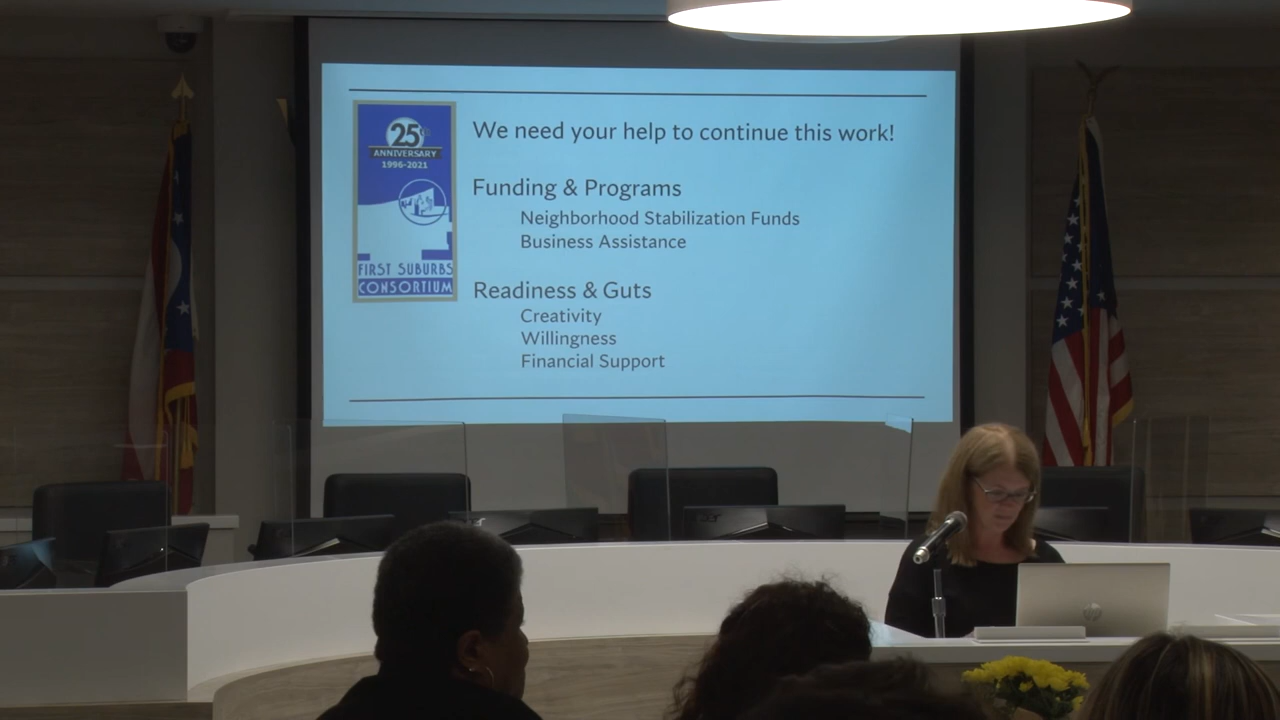 We need your help to continue this work!
25th
ANNIVERSARY
1996-2021
FIRST SUBURBS
CONSORTIUM
Funding & Programs
Neighborhood Stabilization Funds
Business Assistance
Readiness & Guts
Creativity
Willingness
Financial Support
hp